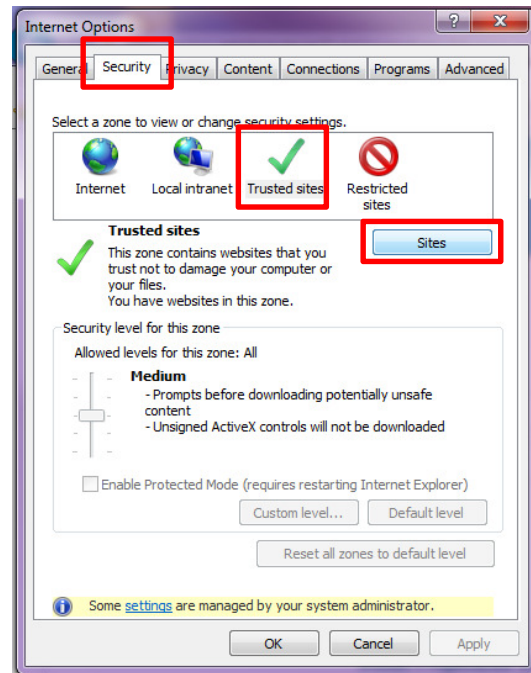 Internet Options
General Security Privacy Content Connections Programs Advanced
Select a zone to view or change security settings.
Internet Local intranet Trusted sites Restricted
sites
Trusted sites
Sites
This zone contains websites that you
trust not to damage your computer or
your files.
You have websites in this zone.
Security level for this zone
Allowed levels for this zone: All
Medium
- Prompts before downloading potentially unsafe
content
- Unsigned ActiveX controls will not be downloaded
Enable Protected Mode (requires restarting Internet Explorer)
Custom level... Default level
Reset all zones to default level
Some settings are managed by your system administrator.
OK Cancel Apply